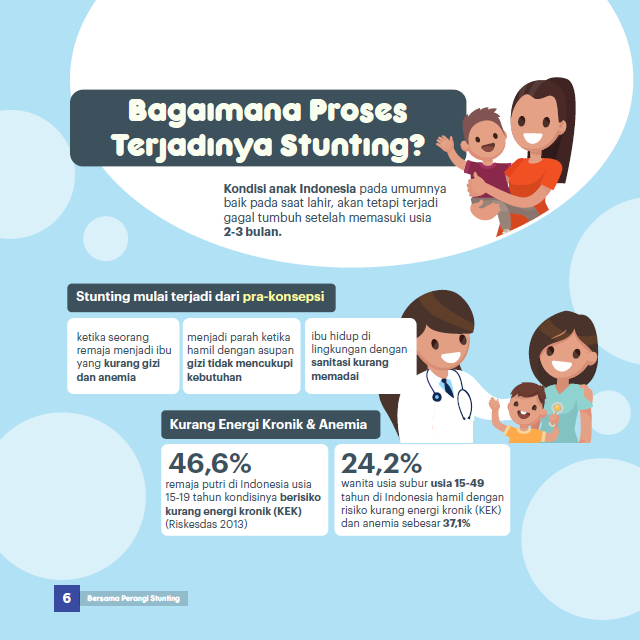 Bagaimana Proses
Terjadinya Stunting?
Kondisi anak Indonesia pada umumnya
baik pada saat lahir, akan tetapi terjadi
gagal tumbuh setelah memasuki usia
2-3 bulan.
Stunting mulai terjadi dari pra-konsepsi
ketika seorang
remaja menjadi ibu
yang kurang gizi
dan anemia
menjadi parah ketika
hamil dengan asupan
gizi tidak mencukupi
kebutuhan
ibu hidup di
lingkungan dengan
sanitasi kurang
memadai
Kurang Energi Kronik & Anemia
46,6%
remaja putri di Indonesia usia
15-19 tahun kondisinya berisiko
kurang energi kronik (KEK)
(Riskesdas 2013)
24,2%
wanita usia subur usia 15-49
tahun di Indonesia hamil dengan
risiko kurang energi kronik (KEK)
dan anemia sebesar 37,1%
6
Bersama Perangi Stunting